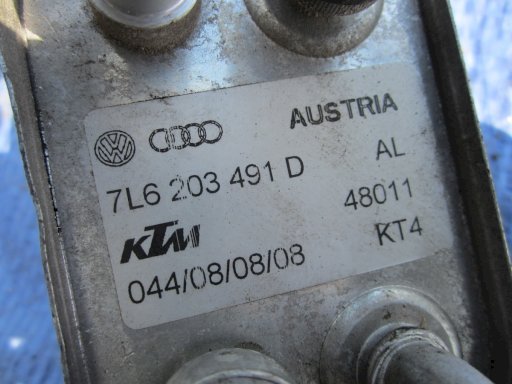 AUSTRIA
7L6 203 491 D AL
48011
KTM KT4
044/08/08/08